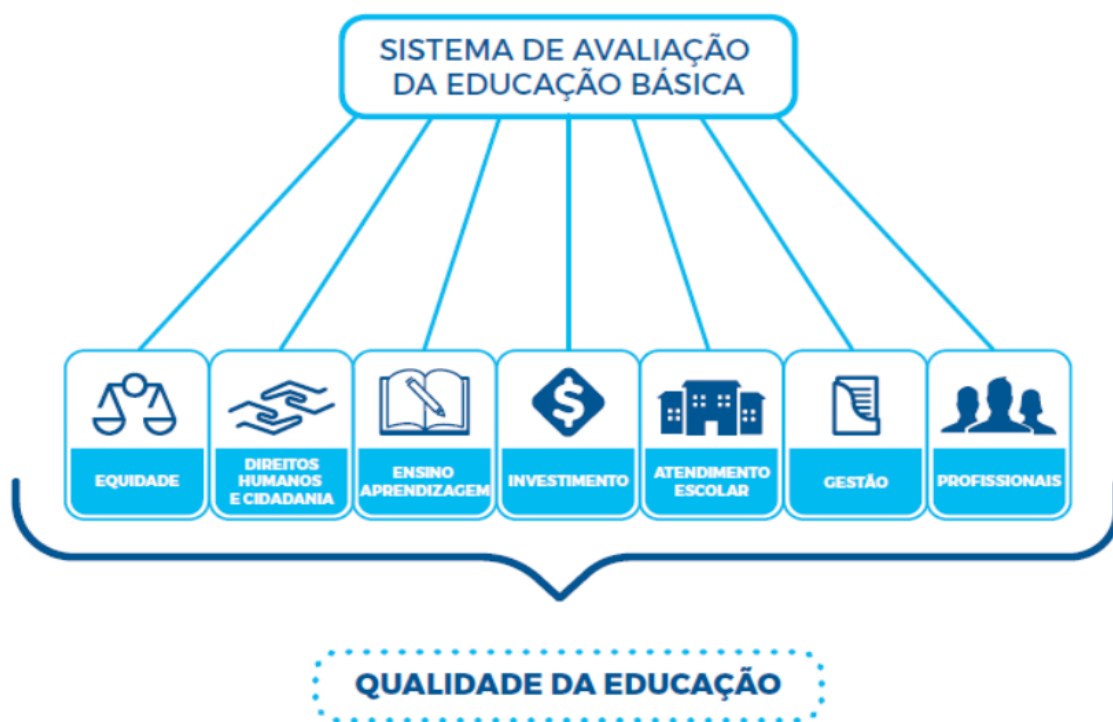 SISTEMA DE AVALIAÇÃO
DA EDUCAÇÃO BÁSICA
EQUIDADE
DIREITOS
HUMANOS
E CIDADANIA
ENSINO
APRENDIZAGEM
INVESTIMENTO
ATENDIMENTO
ESCOLAR
GESTÃO
PROFISSIONAIS
QUALIDADE DA EDUCAÇÃO